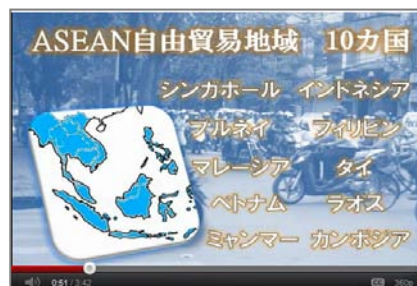 ASEAN自由貿易地域 10カ国
シンガポール インドネシア
ブルネイ フィリピン
マレーシア タイ
ベトナム ラオス
ミャンマー カンボジア
0:51 / 3:42 CC 360p